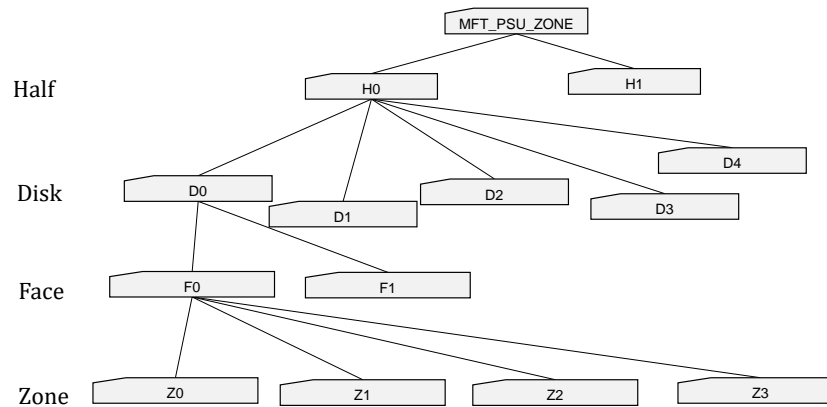 MFT_PSU_ZONE
Half
H0
H1
Disk
D0
D1
D2
D3
D4
Face
F0
F1
Zone
Z0
Z1
Z2
Z3